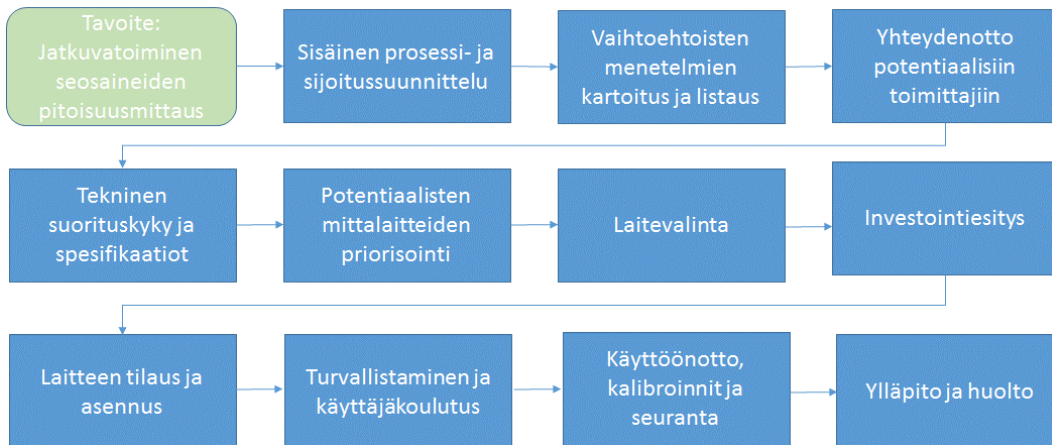 Tavoite:
Jatkuvatoiminen
seosaineiden
pitoisuusmittaus
Sisäinen prosessi- ja
sijoitussuunnittelu
Vaihtoehtoisten
menetelmien
kartoitus ja listaus
Yhteydenotto
potentiaalisiin
toimittajiin
Tekninen
suorituskyky ja
spesifikaatiot
Potentiaalisten
mittalaitteiden
priorisointi
Laitevalinta
Investointiesitys
Laitteen tilaus ja
asennus
Turvallistaminen ja
käyttäjäkoulutus
Käyttöönotto,
kalibroinnit ja
seuranta
Ylläpito ja huolto